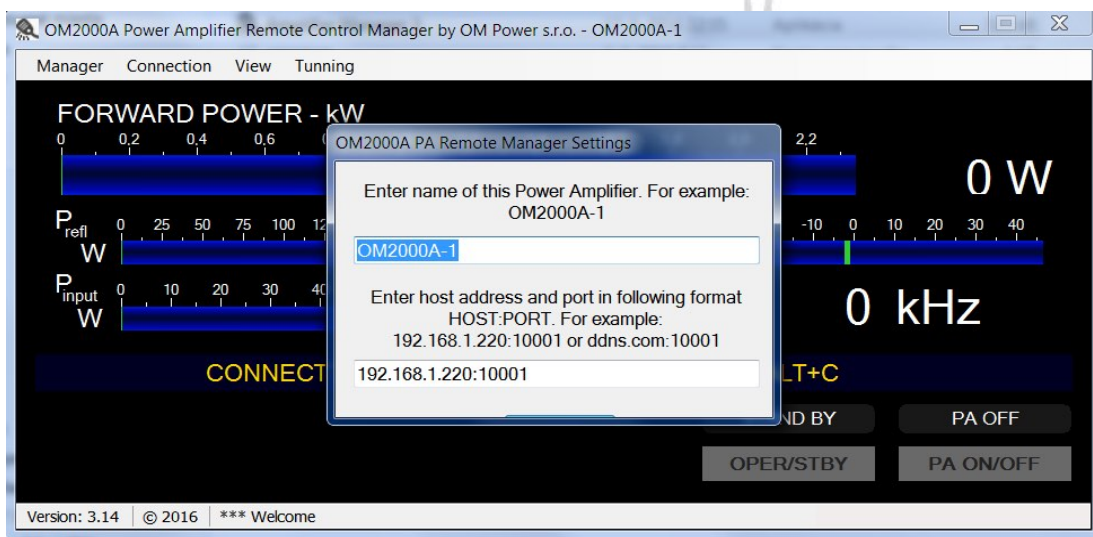 OM2000A Power Amplifier Remote Control Manager by OM Power s.r.o. - OM2000A-1
Manager Connection View Tunning
FORWARD POWER - kW
0 0,2 0,4 0,6 2,2
0 W
OM2000A PA Remote Manager Settings
Enter name of this Power Amplifier. For example:
OM2000A-1
OM2000A-1
Enter host address and port in following format
HOST:PORT. For example:
192.168.1.220:10001 or ddns.com:10001
192.168.1.220:10001
Prefl W
0 25 50 75 100 12
-10 0 10 20 30 40
Pinput W
0 10 20 30 40
0 kHz
CONNECT LT+C
ND BY PA OFF
OPER/STBY PA ON/OFF
Version: 3.14 © 2016 *** Welcome